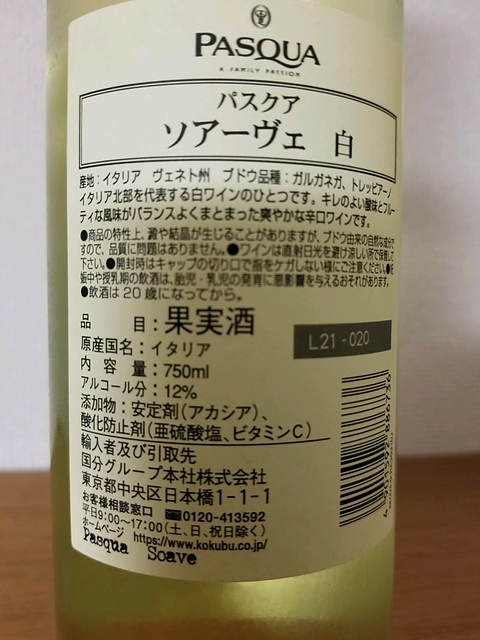 PASQUA
A FAMILY PASSION
パスクア
ソアーヴェ 白
産地：イタリア ヴェネト州 ブドウ品種：ガルガネガ、トレッビアーノ
イタリア北部を代表する白ワインのひとつです。キレのよい酸味とフルー
ティな風味がバランスよくまとまった爽やかな辛口ワインです。
●商品の特性上、澱や結晶が生じることがありますが、ブドウ由来の自然な成分で
すので、品質に問題はありません。●ワインは直射日光を避け涼しい所で保管して
下さい。●開封時はキャップの切り口で指をケガしない様にご注意ください。●妊
娠中や授乳期の飲酒は、胎児・乳児の発育に悪影響を与えるおそれがあります。
●飲酒は20歳になってから。
品 目：果実酒
原産国名：イタリア
L21-020
内 容 量：750ml
アルコール分：12%
添加物：安定剤(アカシア)、
酸化防止剤(亜硫酸塩、ビタミンC)
輸入者及び引取先
国分グループ本社株式会社
東京都中央区日本橋1-1-1
お客様相談窓口 0120-413592
平日9:00〜17:00(土、日、祝日除く)
ホームページ https://www.kokubu.co.jp/
Pasqua Soave